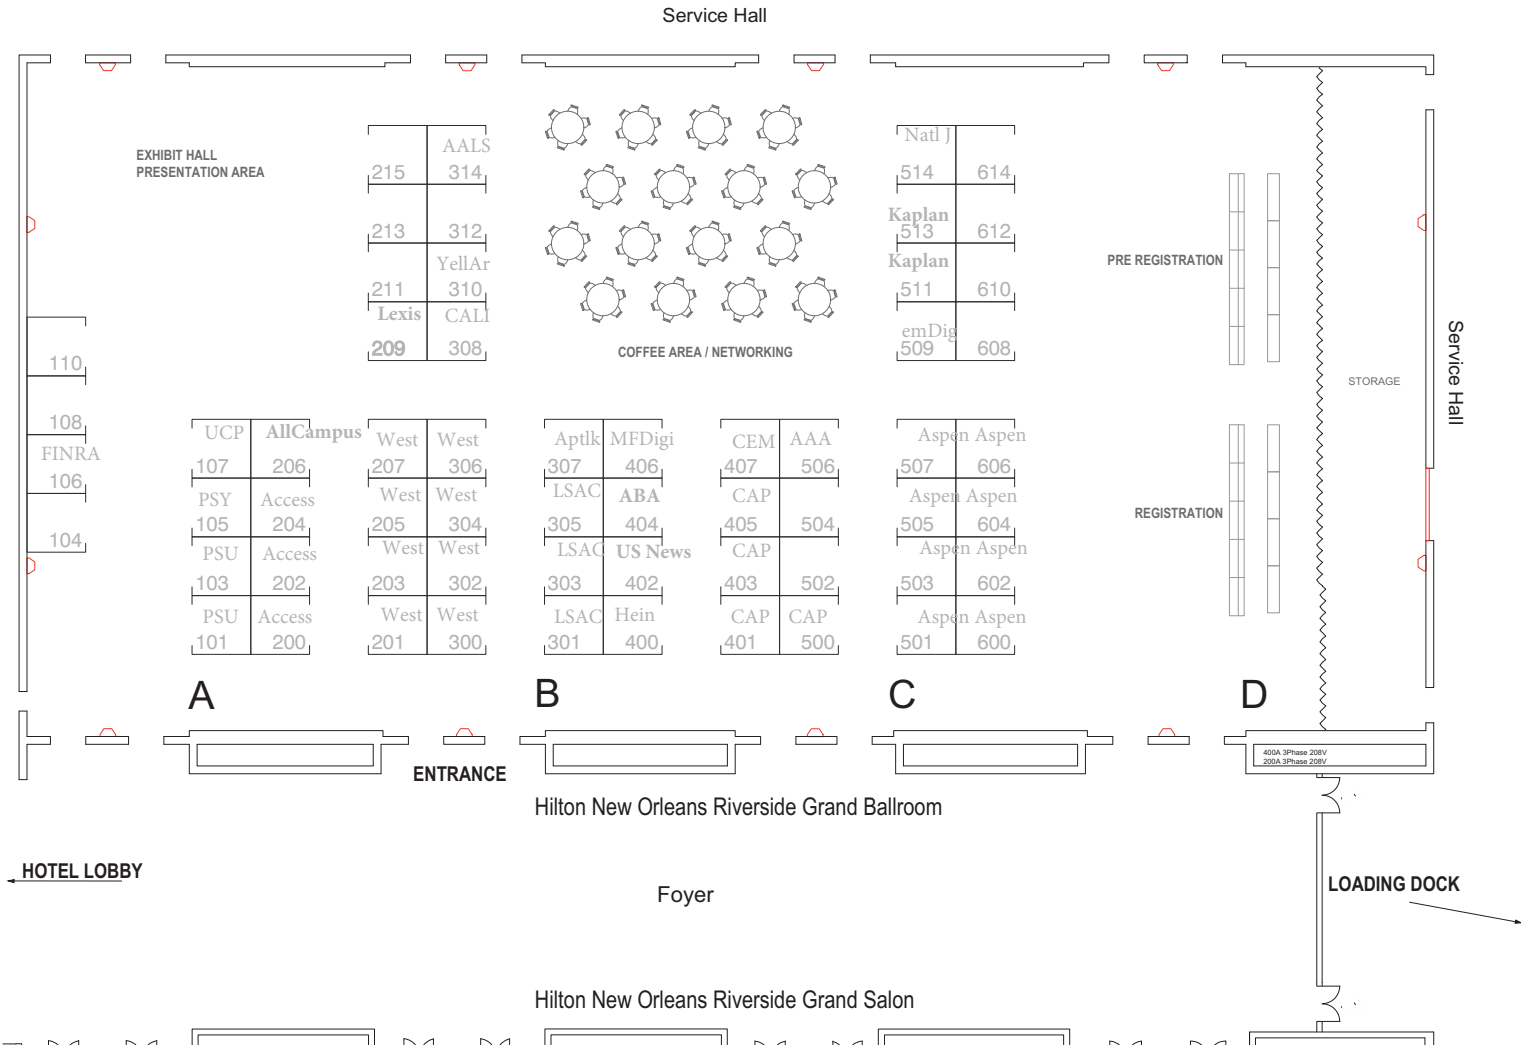 Service Hall
EXHIBIT HALL
PRESENTATION AREA
AALS
215
314
213
312
YellAr
211
310
Lexis
CALI
209
308
COFFEE AREA / NETWORKING
Natl J
514
614
Kaplan
513
612
Kaplan
511
610
emDig
509
608
PRE REGISTRATION
REGISTRATION
STORAGE
Service Hall
110
108
FINRA
106
104
UCP
AllCampus
107
206
PSY
Access
105
204
PSU
Access
103
202
PSU
Access
101
200
West
West
207
306
West
West
205
304
West
West
203
302
West
West
201
300
Aptlk
MFDigi
307
406
LSAC
ABA
305
404
LSAC
US News
303
402
LSAC
Hein
301
400
CEM
AAA
407
506
CAP
405
504
CAP
403
502
CAP
CAP
401
500
Aspen Aspen
507
606
Aspen Aspen
505
604
Aspen Aspen
503
602
Aspen Aspen
501
600
A
B
C
D
400A 3Phase 208V
200A 3Phase 208V
ENTRANCE
Hilton New Orleans Riverside Grand Ballroom
HOTEL LOBBY
Foyer
LOADING DOCK
Hilton New Orleans Riverside Grand Salon